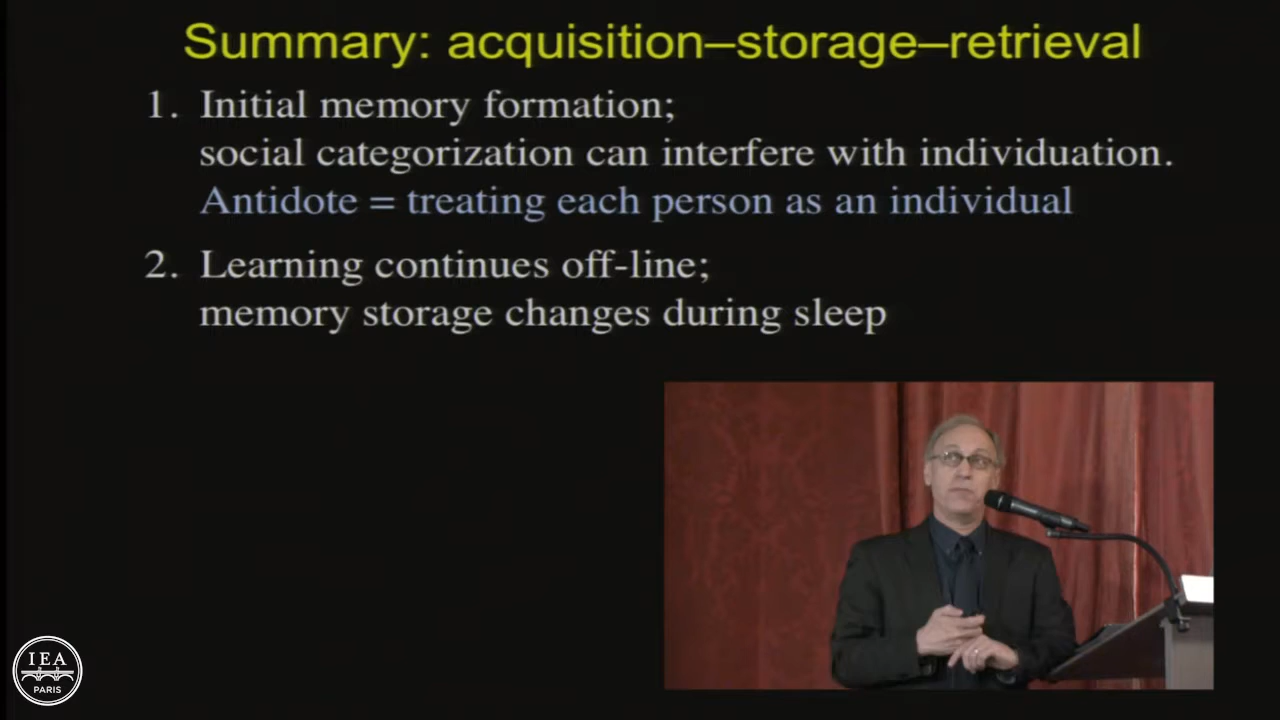 Summary: acquisition–storage–retrieval
1. Initial memory formation;
social categorization can interfere with individuation.
Antidote = treating each person as an individual
2. Learning continues off-line;
memory storage changes during sleep
IEA
PARIS